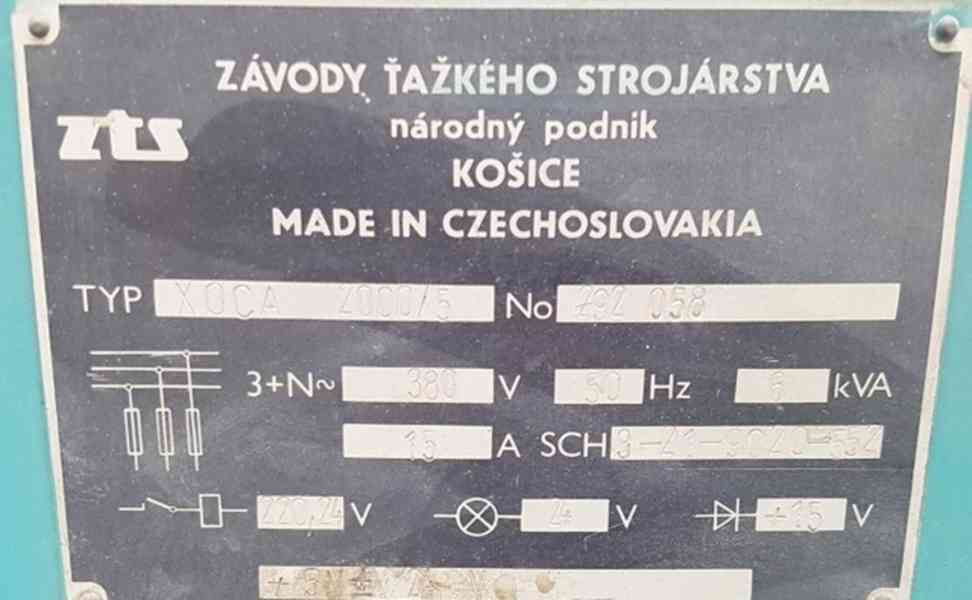 ZÁVODY ŤAŽKÉHO STROJÁRSTVA
zts
národný podnik
KOŠICE
MADE IN CZECHOSLOVAKIA
TYP XOCA 2000/5 No 292 058
3+N~ 380 V 50 Hz 6 kVA
15 A SCH
220,24 V 24 V +15 V